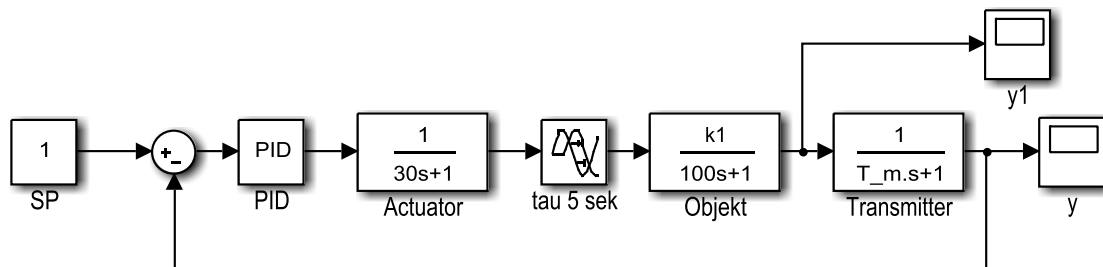 1
SP
+
−
PID
PID
1
30s+1
Actuator
tau 5 sek
k1
100s+1
Objekt
1
T_m.s+1
Transmitter
y1
y